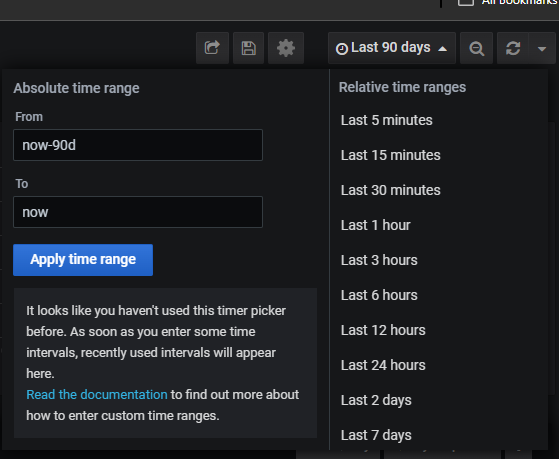 All Bookmarks
Last 90 days
Absolute time range
From
now-90d
To
now
Apply time range
It looks like you haven't used this timer picker
before. As soon as you enter some time
intervals, recently used intervals will appear
here.
Read the documentation to find out more about
how to enter custom time ranges.
Relative time ranges
Last 5 minutes
Last 15 minutes
Last 30 minutes
Last 1 hour
Last 3 hours
Last 6 hours
Last 12 hours
Last 24 hours
Last 2 days
Last 7 days